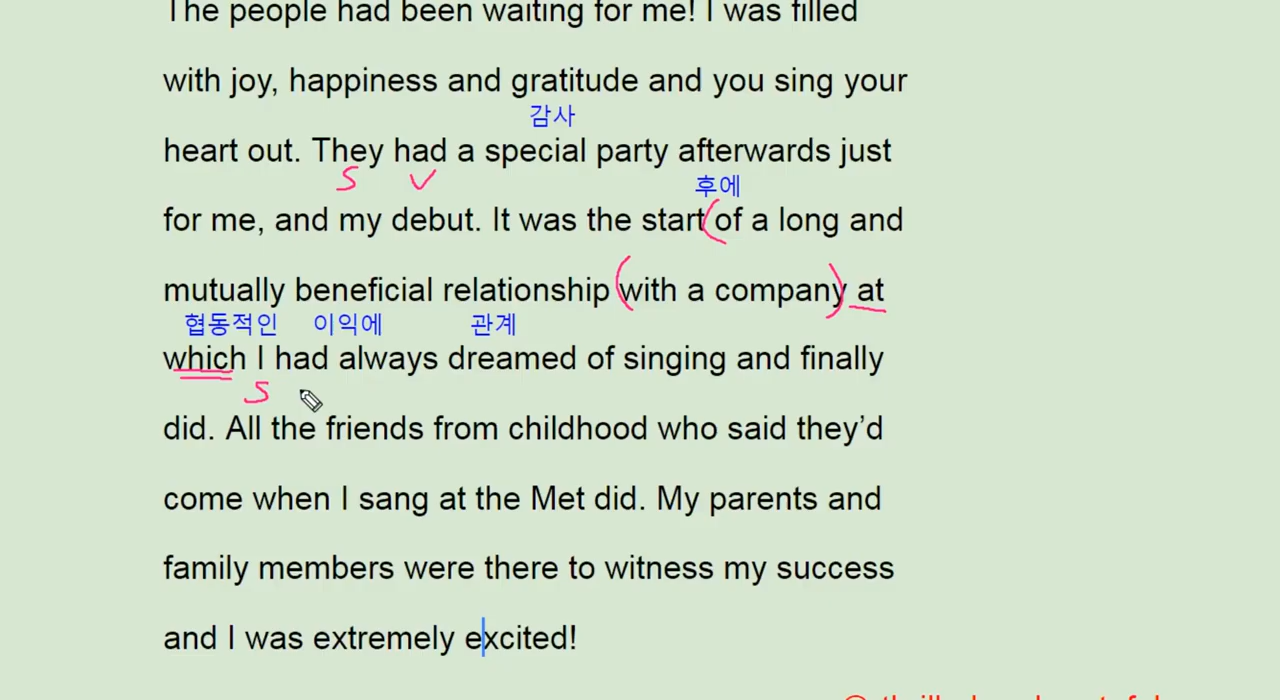 The people had been waiting for me! I was filled
with joy, happiness and gratitude and you sing your
감사
heart out. They had a special party afterwards just
S V 후에
for me, and my debut. It was the start (of a long and
mutually beneficial relationship (with a company) at
협동적인 이익에 관계
which I had always dreamed of singing and finally
S
did. All the friends from childhood who said they’d
come when I sang at the Met did. My parents and
family members were there to witness my success
and I was extremely excited!